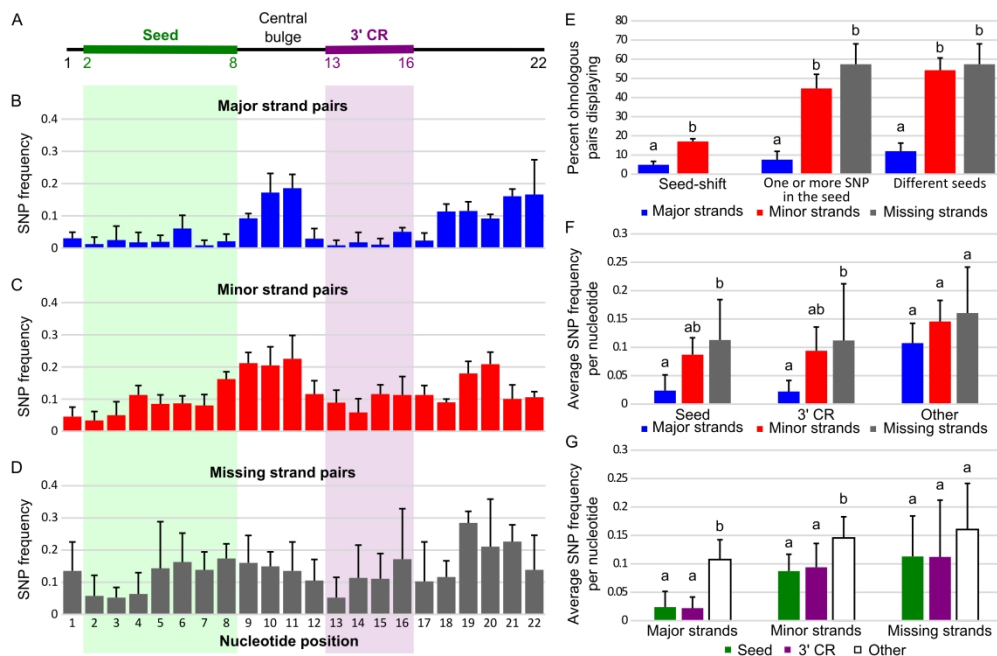 A
Central
bulge
Seed
3' CR
1
2
8
13
16
22
B
Major strand pairs
SNP frequency
0.4
0.3
0.2
0.1
0
C
Minor strand pairs
SNP frequency
0.4
0.3
0.2
0.1
0
D
Missing strand pairs
SNP frequency
0.4
0.3
0.2
0.1
0
1 2 3 4 5 6 7 8 9 10 11 12 13 14 15 16 17 18 19 20 21 22
Nucleotide position
E
Percent ohnologous
pairs displaying
80
70
60
50
40
30
20
10
0
a b a b b a b b
Seed-shift
One or more SNP
in the seed
Different seeds
Major strands Minor strands Missing strands
F
Average SNP frequency
per nucleotide
0.3
0.25
0.2
0.15
0.1
0.05
0
a ab b a ab b a a a
Seed 3' CR Other
Major strands Minor strands Missing strands
G
Average SNP frequency
per nucleotide
0.3
0.25
0.2
0.15
0.1
0.05
0
a a b a a b a a a
Major strands Minor strands Missing strands
Seed 3' CR Other